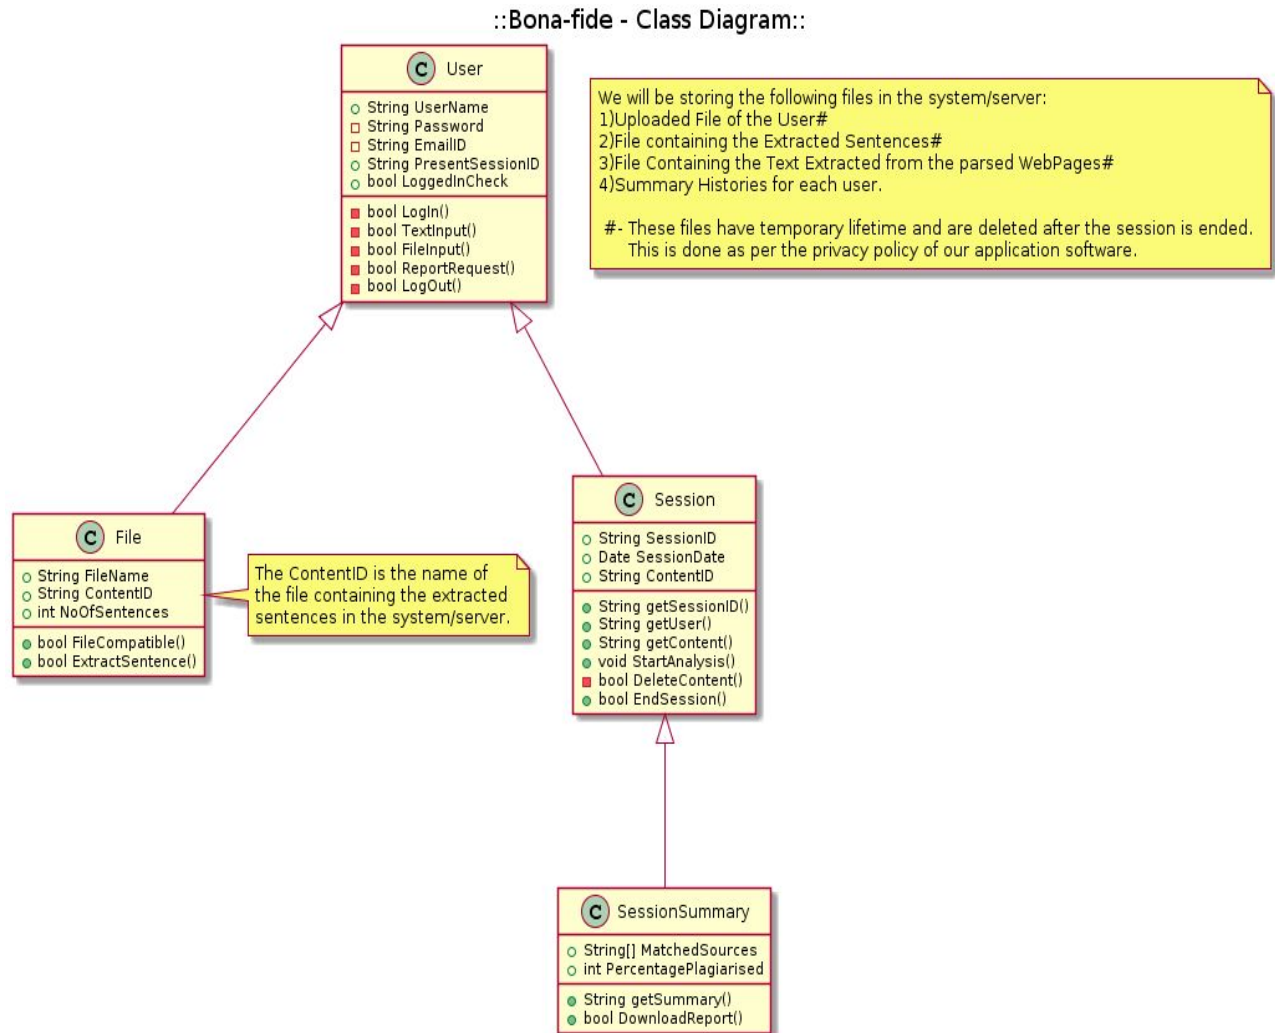 ::Bona-fide - Class Diagram::
C User
String UserName
String Password
String EmailID
String PresentSessionID
bool LoggedInCheck
bool LogIn()
bool TextInput()
bool FileInput()
bool ReportRequest()
bool LogOut()
We will be storing the following files in the system/server:
1)Uploaded File of the User#
2)File containing the Extracted Sentences#
3)File Containing the Text Extracted from the parsed WebPages#
4)Summary Histories for each user.
#- These files have temporary lifetime and are deleted after the session is ended.
This is done as per the privacy policy of our application software.
C File
String FileName
String ContentID
int NoOfSentences
bool FileCompatible()
bool ExtractSentence()
The ContentID is the name of
the file containing the extracted
sentences in the system/server.
C Session
String SessionID
Date SessionDate
String ContentID
String getSessionID()
String getUser()
String getContent()
void StartAnalysis()
bool DeleteContent()
bool EndSession()
C SessionSummary
String[] MatchedSources
int PercentagePlagiarised
String getSummary()
bool DownloadReport()